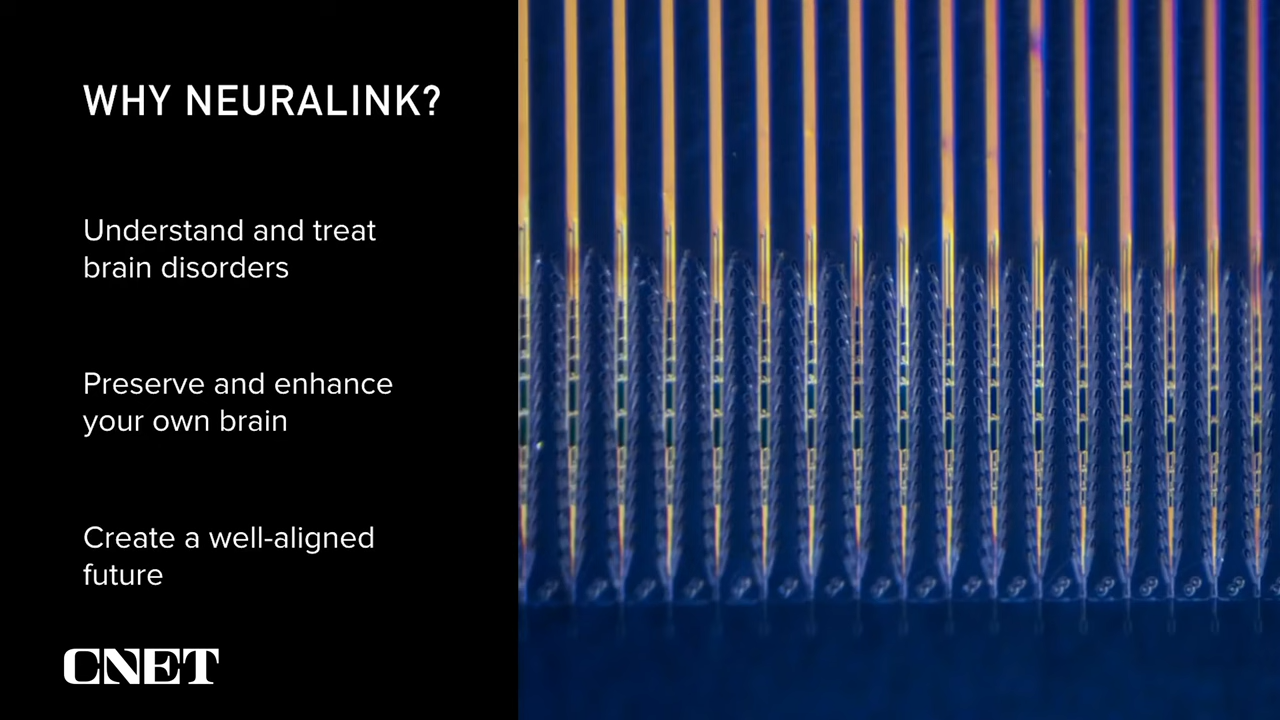 WHY NEURALINK?
Understand and treat
brain disorders
Preserve and enhance
your own brain
Create a well-aligned
future
CNET